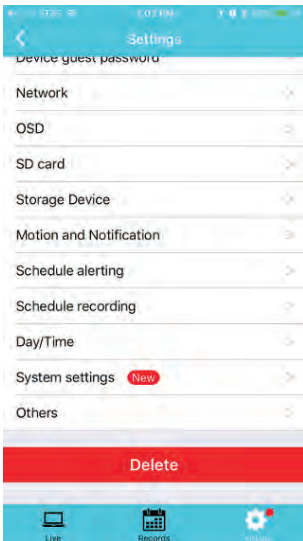 Settings
Device guest password
Network
OSD
SD card
Storage Device
Motion and Notification
Schedule alerting
Schedule recording
Day/Time
System settings New
Others
Delete
Live
Records